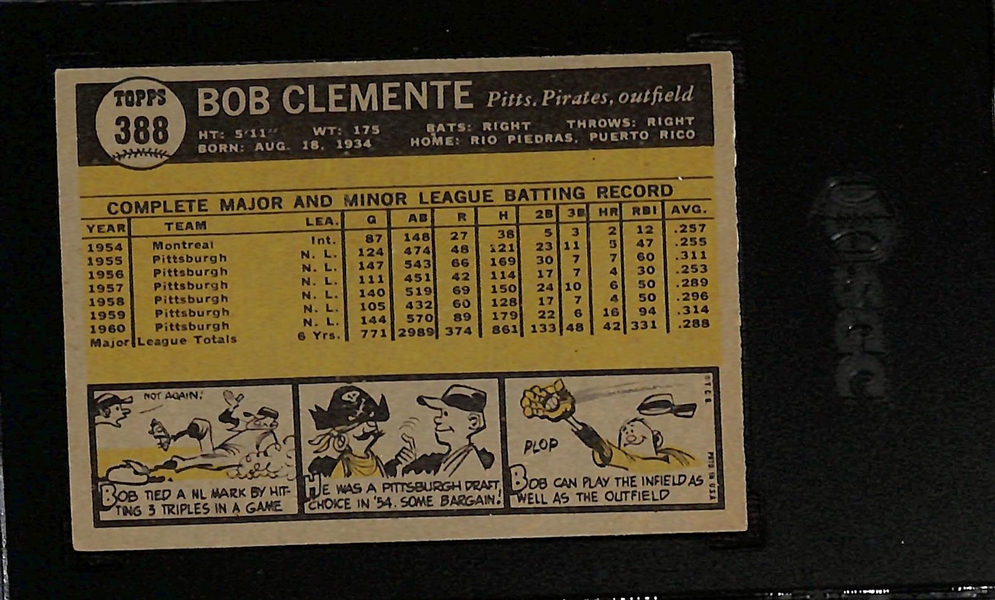 TOPPS
388
BOB CLEMENTE Pitts. Pirates, outfield
HT: 5'11" WT: 175 BATS: RIGHT THROWS: RIGHT
BORN: AUG. 18, 1934 HOME: RIO PIEDRAS, PUERTO RICO
COMPLETE MAJOR AND MINOR LEAGUE BATTING RECORD
YEAR TEAM LEA. G AB R H 2B 3B HR RBI AVG.
1954 Montreal Int. 87 148 27 38 5 3 2 12 .257
1955 Pittsburgh N. L. 124 474 48 121 23 11 5 47 .255
1956 Pittsburgh N. L. 147 543 66 169 30 7 7 60 .311
1957 Pittsburgh N. L. 111 451 42 114 17 7 4 30 .253
1958 Pittsburgh N. L. 140 519 69 150 24 10 6 50 .289
1959 Pittsburgh N. L. 105 432 60 128 17 7 4 50 .296
1960 Pittsburgh N. L. 144 570 89 179 22 6 16 94 .314
Major League Totals 6 Yrs. 771 2989 374 861 133 48 42 331 .288
NOT AGAIN!
BOB TIED A NL MARK BY HIT-
TING 3 TRIPLES IN A GAME
HE WAS A PITTSBURGH DRAFT
CHOICE IN '54. SOME BARGAIN!
PLOP
BOB CAN PLAY THE INFIELD AS
WELL AS THE OUTFIELD
© T.C.G.
PTD. IN U.S.A.
SGC